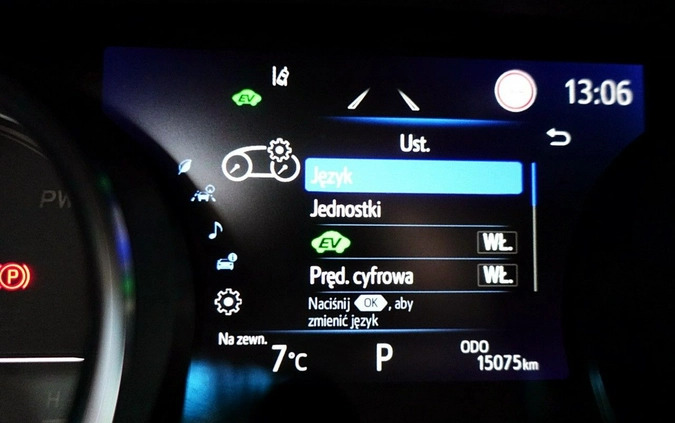 EV
13:06
Ust.
Język
Jednostki
EV
WŁ.
Pręd. cyfrowa
WŁ.
Naciśnij OK, aby
zmienić język
Na zewn.
7°C
P
ODO
15075km
PW
P
H